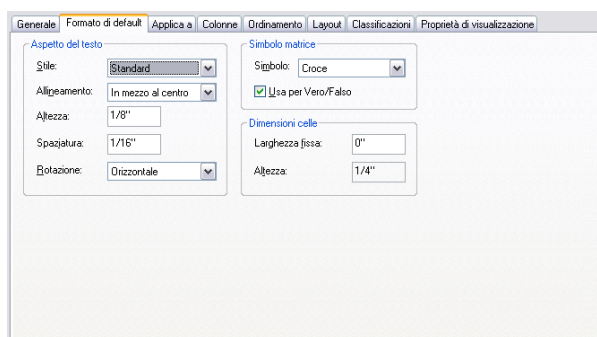 Generale Formato di default Applica a Colonne Ordinamento Layout Classificazioni Proprietà di visualizzazione
Aspetto del testo
Stile: Standard
Allineamento: In mezzo al centro
Altezza: 1/8"
Spaziatura: 1/16"
Rotazione: Orizzontale
Simbolo matrice
Simbolo: Croce
Usa per Vero/Falso
Dimensioni celle
Larghezza fissa: 0"
Altezza: 1/4"